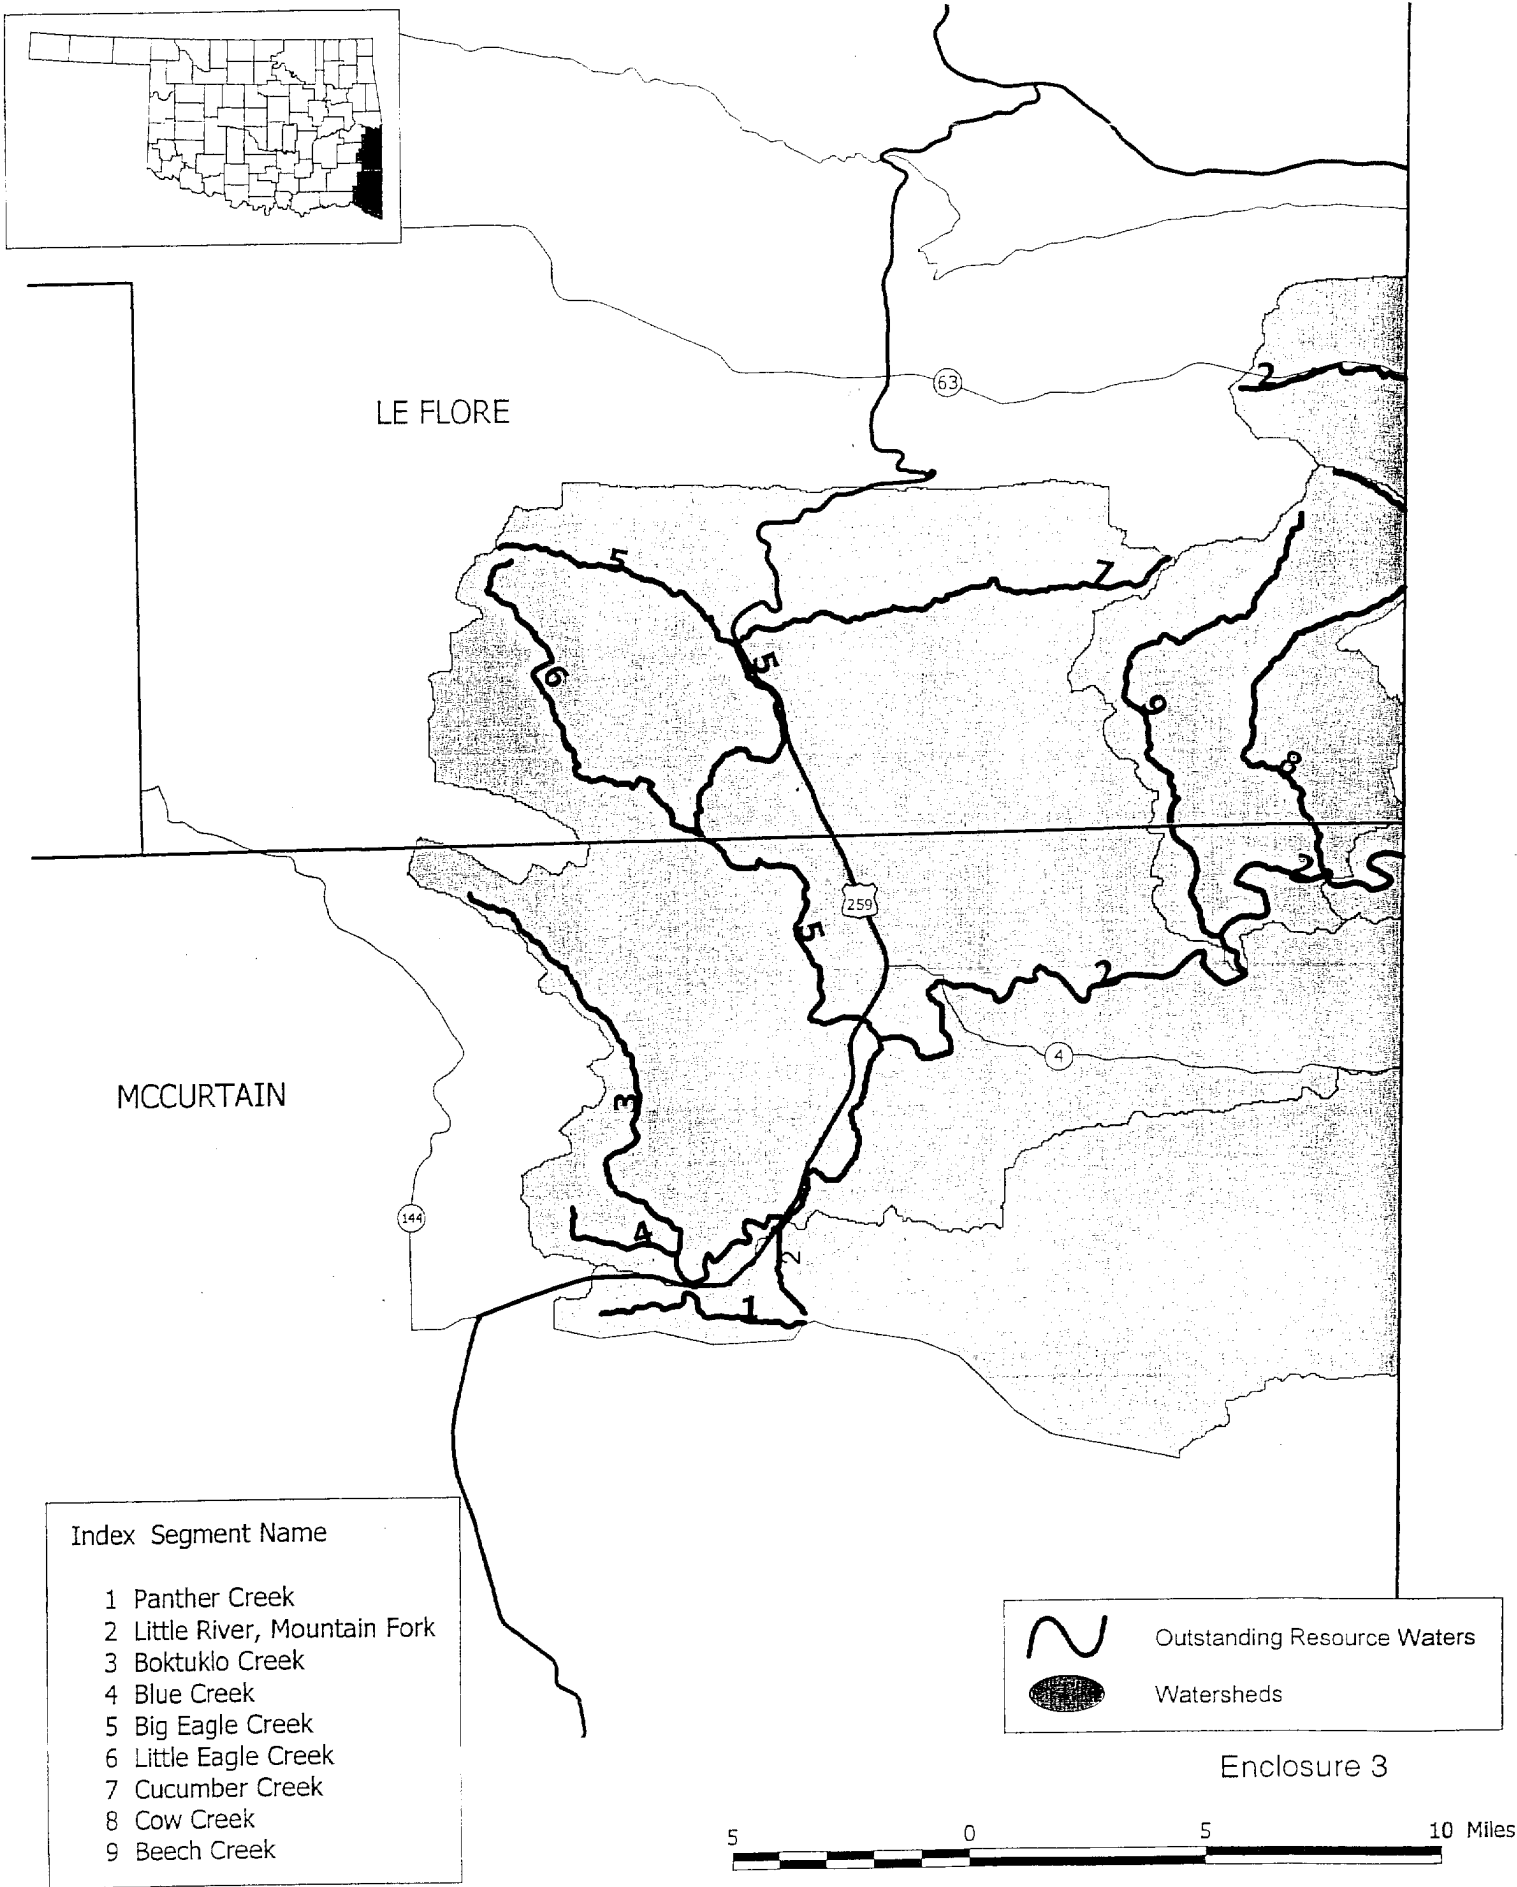 63
LE FLORE
2
5
7
6
5
9
8
2
259
5
2
4
MCCURTAIN
3
144
4
2
1
Index Segment Name
1 Panther Creek
2 Little River, Mountain Fork
3 Boktuklo Creek
4 Blue Creek
5 Big Eagle Creek
6 Little Eagle Creek
7 Cucumber Creek
8 Cow Creek
9 Beech Creek
Outstanding Resource Waters
Watersheds
Enclosure 3
5 0 5 10 Miles